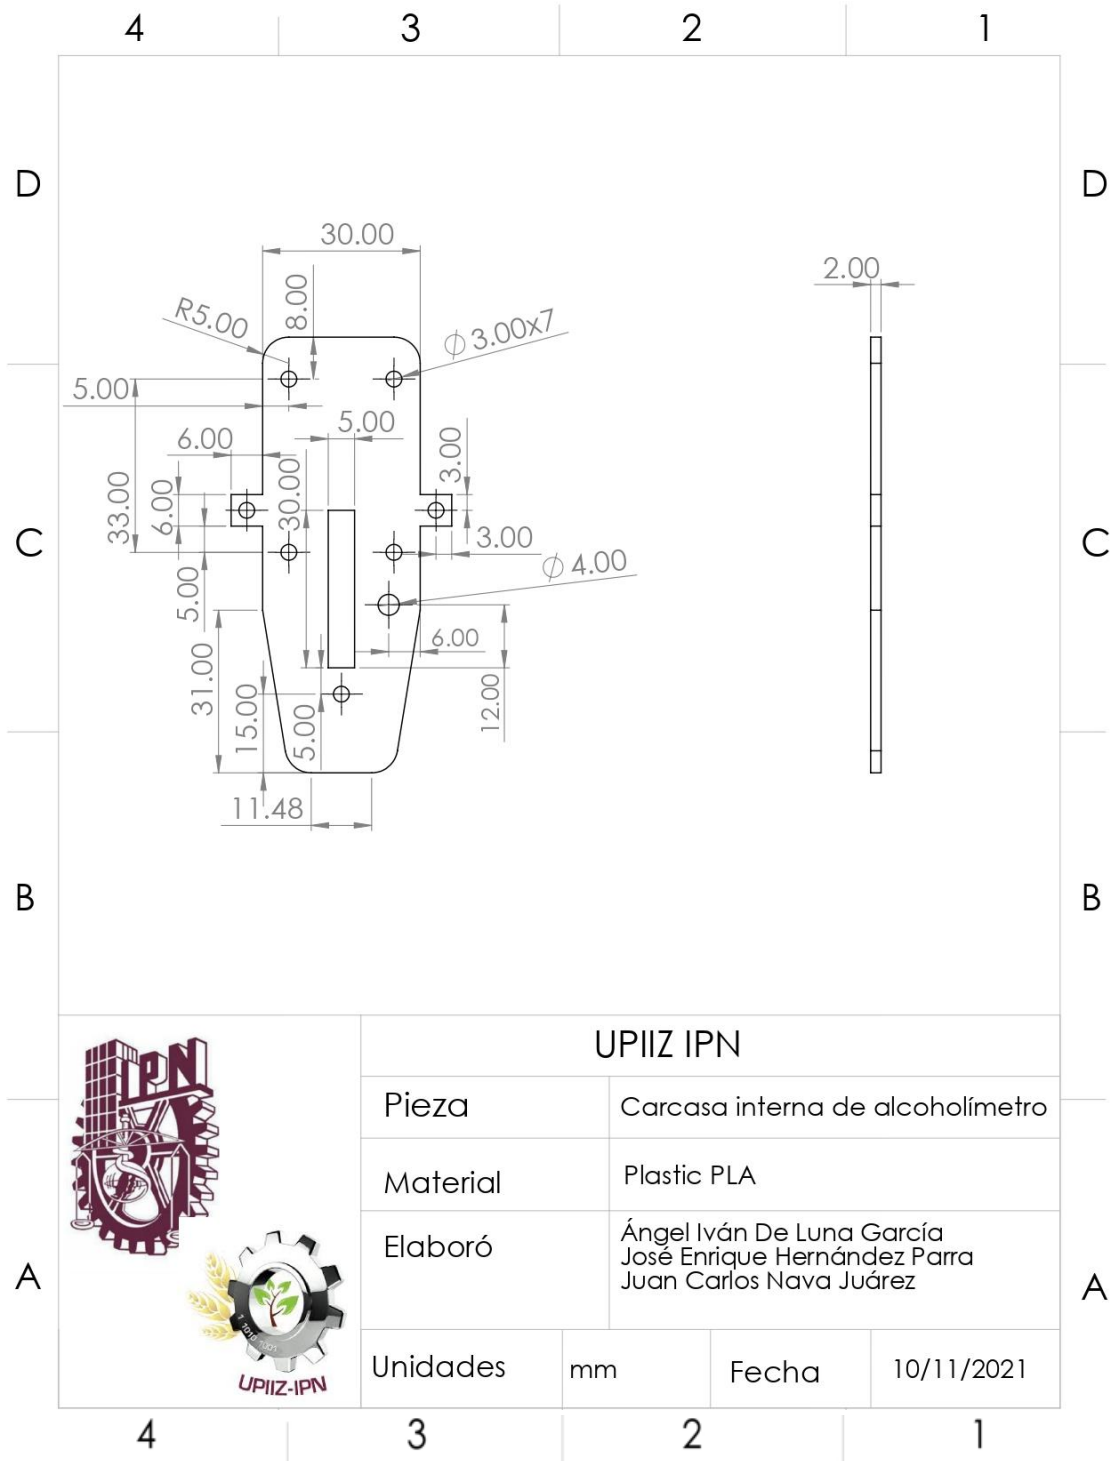 4 3 2 1
D D
30.00
2.00
8.00
R5.00
Ø 3.00x7
5.00
5.00
6.00
3.00
30.00
6.00
33.00
C C
3.00
Ø 4.00
5.00
6.00
31.00
12.00
15.00
5.00
11.48
B B
UPIIZ IPN
IPN
Pieza Carcasa interna de alcoholímetro
Material Plastic PLA
Elaboró Ángel Iván De Luna García
José Enrique Hernández Parra
Juan Carlos Nava Juárez
A A
Unidades mm Fecha 10/11/2021
UPIIZ-IPN
4 3 2 1